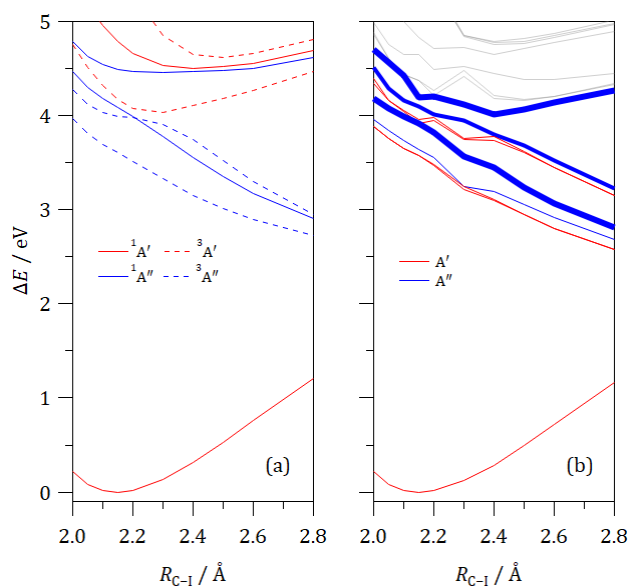 5
4
3
2
1
0
ΔE / eV
¹A′ ³A′
¹A″ ³A″
A′
A″
(a) (b)
2.0 2.2 2.4 2.6 2.8 2.0 2.2 2.4 2.6 2.8
R_C–I / Å R_C–I / Å